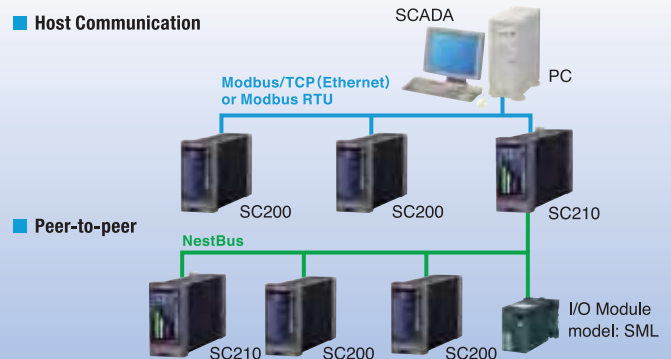 ■ Host Communication
SCADA
PC
Modbus/TCP(Ethernet)
or Modbus RTU
SC200
SC200
SC210
■ Peer-to-peer
NestBus
SC210
SC200
SC200
I/O Module
model: SML